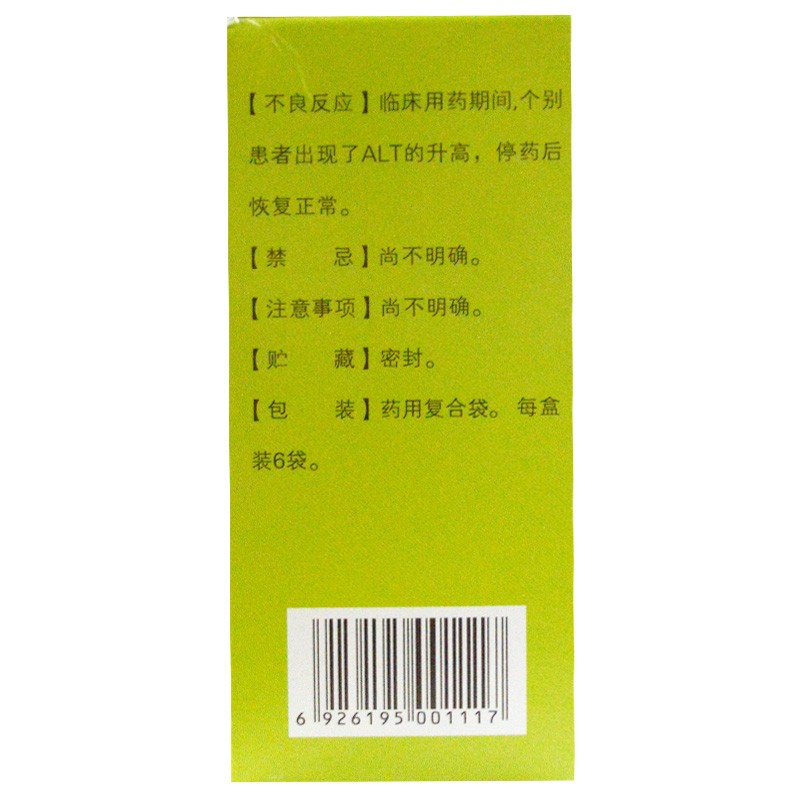 【不良反应】临床用药期间,个别
患者出现了ALT的升高，停药后
恢复正常。
【禁　　忌】尚不明确。
【注意事项】尚不明确。
【贮　　藏】密封。
【包　　装】药用复合袋。每盒
装6袋。
6 926195 001117